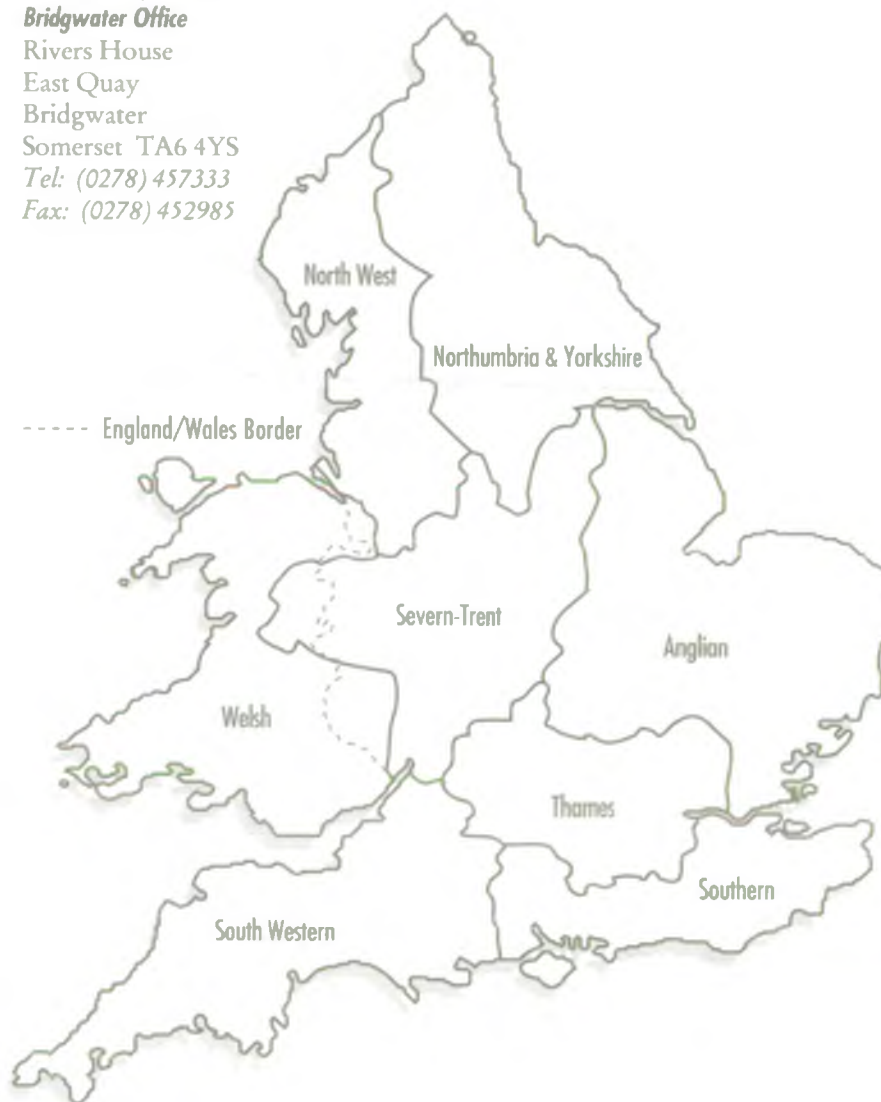 Bridgwater Office
Rivers House
East Quay
Bridgwater
Somerset TA6 4YS
Tel: (0278) 457333
Fax: (0278) 452985
North West
Northumbria & Yorkshire
----- England/Wales Border
Severn-Trent
Anglian
Welsh
Thames
Southern
South Western